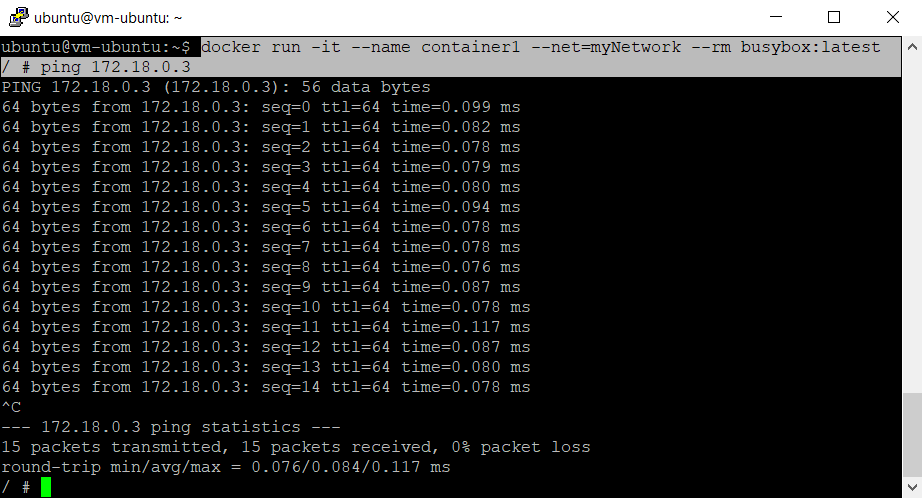 ubuntu@vm-ubuntu: ~
ubuntu@vm-ubuntu:~$ docker run -it --name container1 --net=myNetwork --rm busybox:latest
/ # ping 172.18.0.3
PING 172.18.0.3 (172.18.0.3): 56 data bytes
64 bytes from 172.18.0.3: seq=0 ttl=64 time=0.099 ms
64 bytes from 172.18.0.3: seq=1 ttl=64 time=0.082 ms
64 bytes from 172.18.0.3: seq=2 ttl=64 time=0.078 ms
64 bytes from 172.18.0.3: seq=3 ttl=64 time=0.079 ms
64 bytes from 172.18.0.3: seq=4 ttl=64 time=0.080 ms
64 bytes from 172.18.0.3: seq=5 ttl=64 time=0.094 ms
64 bytes from 172.18.0.3: seq=6 ttl=64 time=0.078 ms
64 bytes from 172.18.0.3: seq=7 ttl=64 time=0.078 ms
64 bytes from 172.18.0.3: seq=8 ttl=64 time=0.076 ms
64 bytes from 172.18.0.3: seq=9 ttl=64 time=0.087 ms
64 bytes from 172.18.0.3: seq=10 ttl=64 time=0.078 ms
64 bytes from 172.18.0.3: seq=11 ttl=64 time=0.117 ms
64 bytes from 172.18.0.3: seq=12 ttl=64 time=0.087 ms
64 bytes from 172.18.0.3: seq=13 ttl=64 time=0.080 ms
64 bytes from 172.18.0.3: seq=14 ttl=64 time=0.078 ms
^C
--- 172.18.0.3 ping statistics ---
15 packets transmitted, 15 packets received, 0% packet loss
round-trip min/avg/max = 0.076/0.084/0.117 ms
/ #